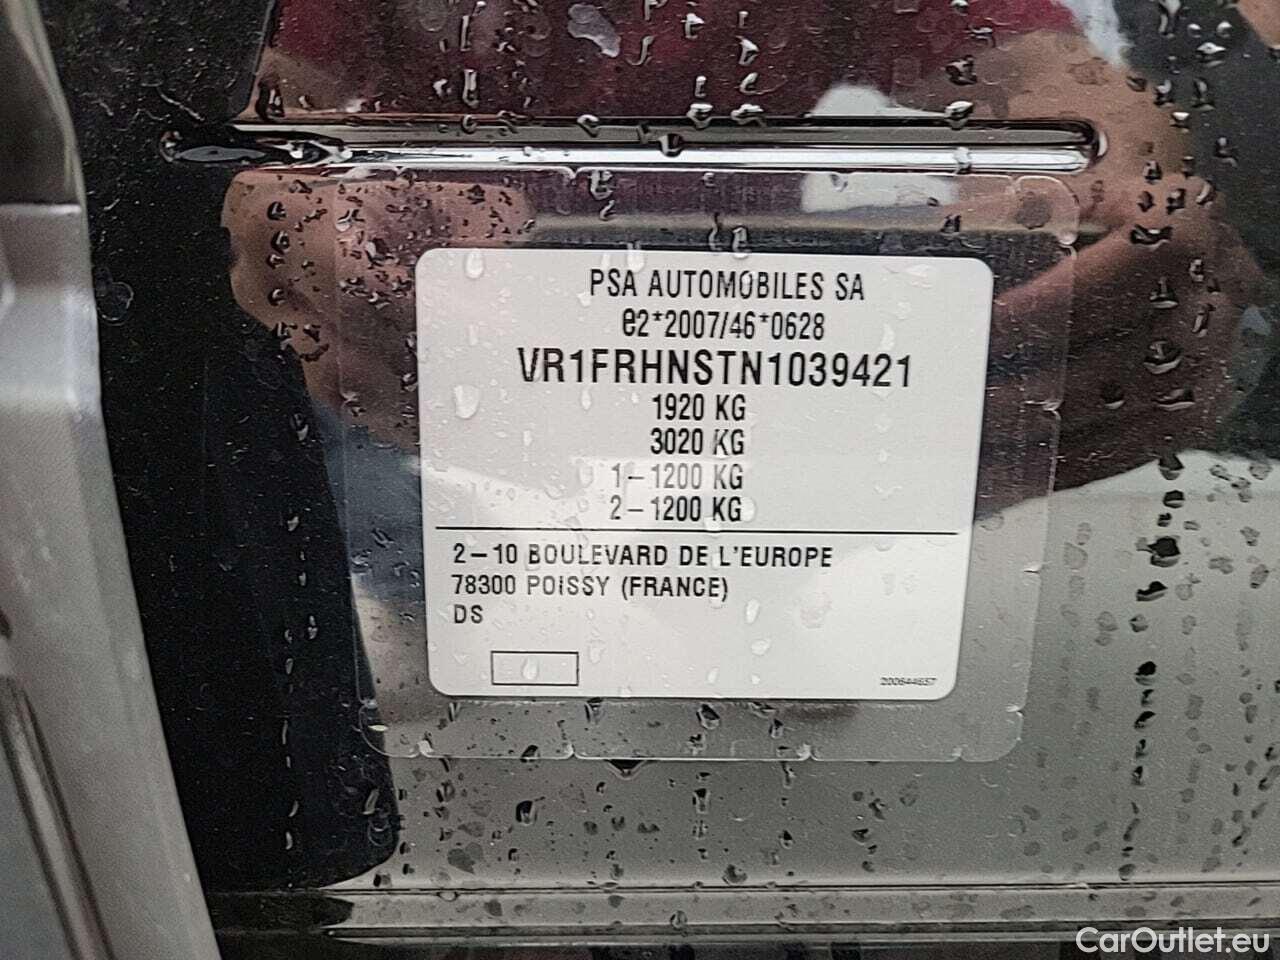 PSA AUTOMOBILES SA
e2*2007/46*0628
VR1FRHNSTN1039421
1920 KG
3020 KG
1-1200 KG
2-1200 KG
2-10 BOULEVARD DE L'EUROPE
78300 POISSY (FRANCE)
DS
200644657
CarOutlet.eu